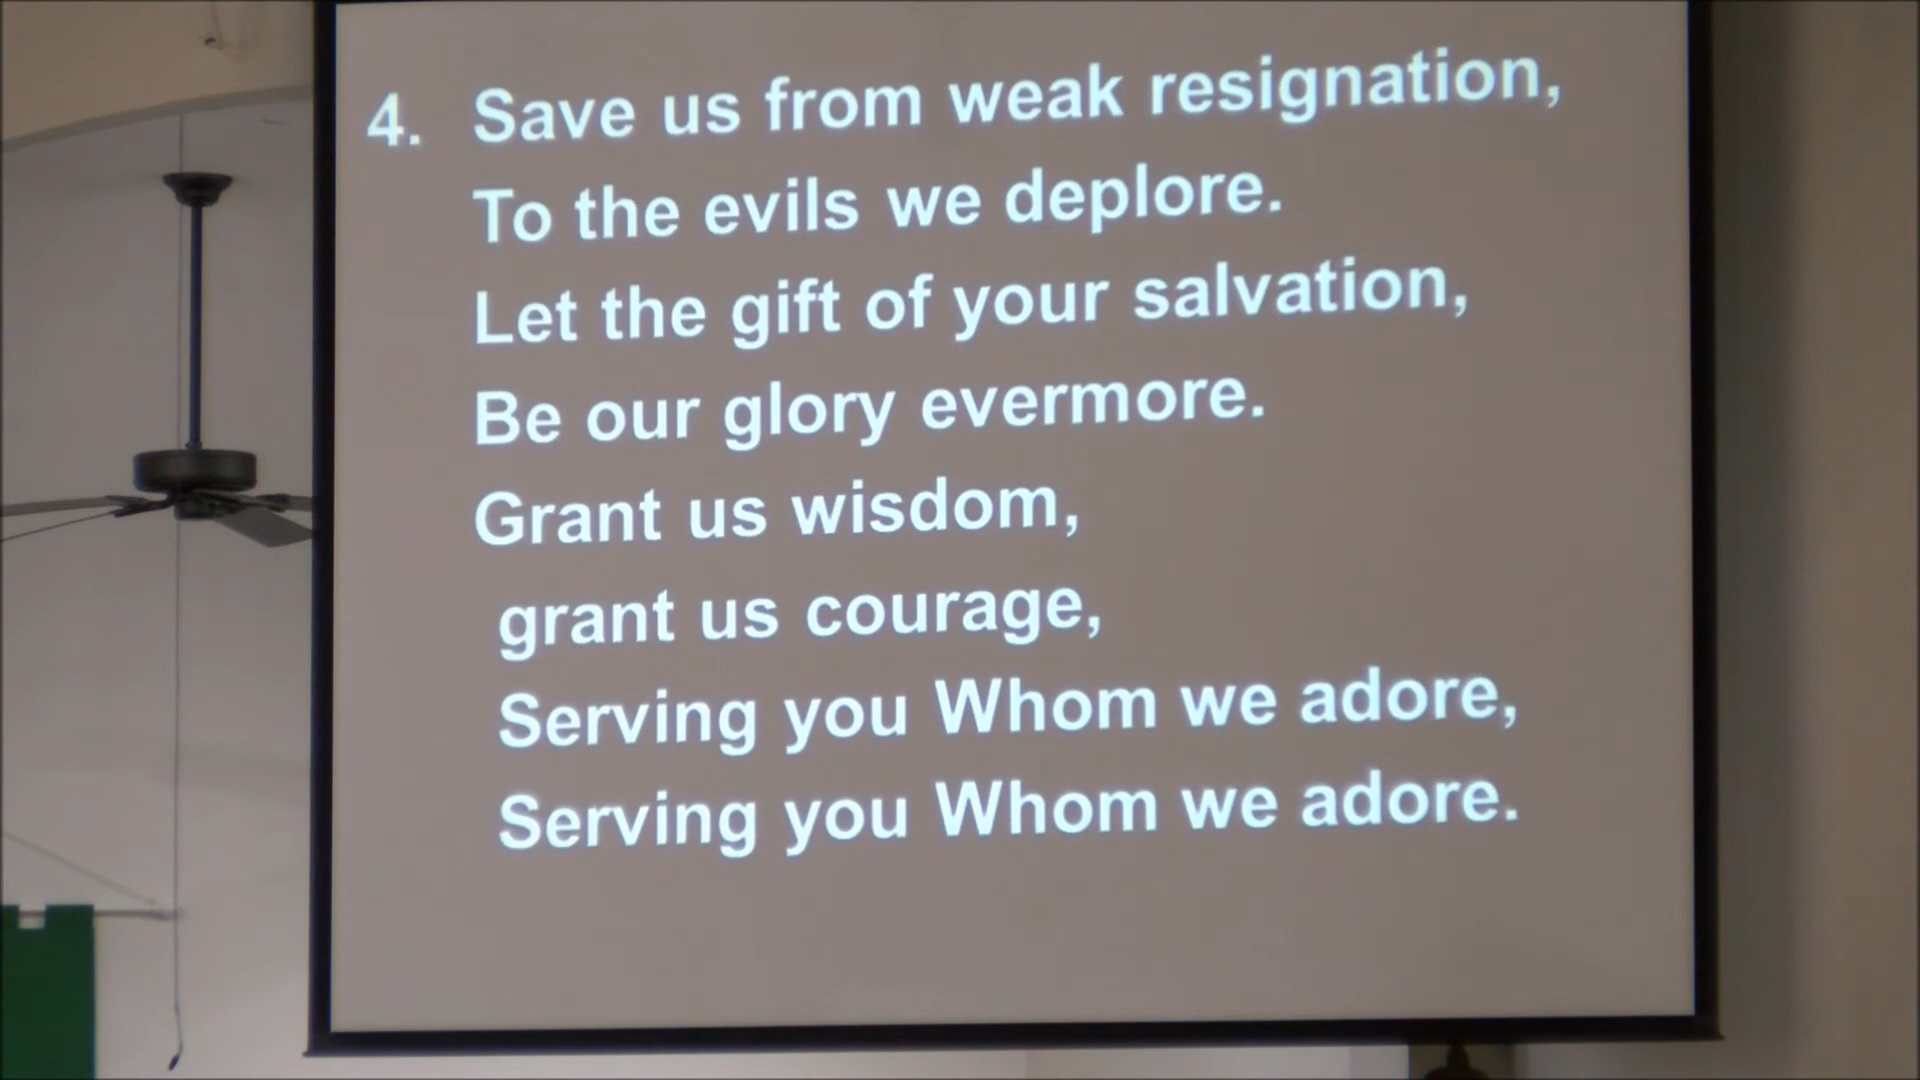 4. Save us from weak resignation,
To the evils we deplore.
Let the gift of your salvation,
Be our glory evermore.
Grant us wisdom,
grant us courage,
Serving you Whom we adore,
Serving you Whom we adore.